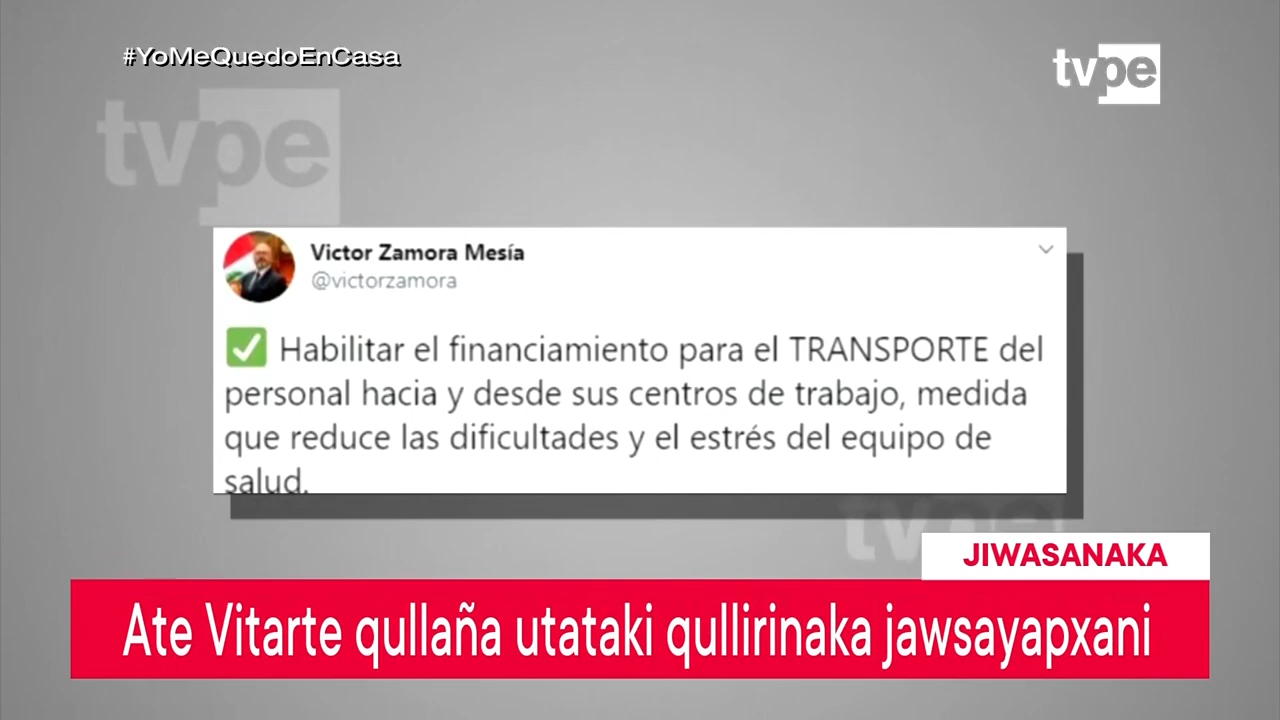 #YoMeQuedoEnCasa
tvpe
tvpe
Victor Zamora Mesía
@victorzamora
✅ Habilitar el financiamiento para el TRANSPORTE del
personal hacia y desde sus centros de trabajo, medida
que reduce las dificultades y el estrés del equipo de
salud.
tvpe
JIWASANAKA
Ate Vitarte qullaña utataki qullirinaka jawsayapxani